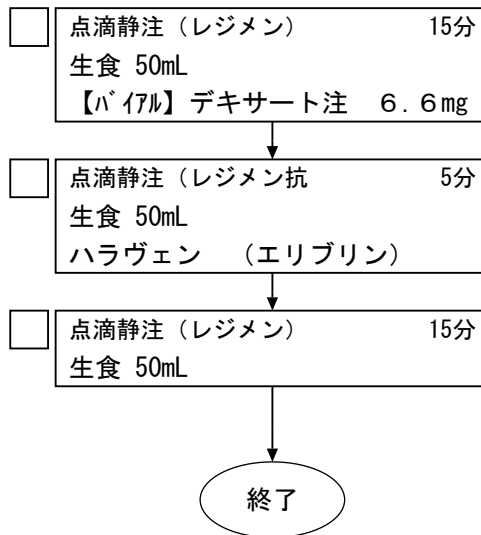 点滴静注（レジメン） 15分
生食 50mL
【ﾊﾞｲｱﾙ】デキサート注　６.６mg
点滴静注（レジメン抗 5分
生食 50mL
ハラヴェン　（エリブリン）
点滴静注（レジメン） 15分
生食 50mL
終了